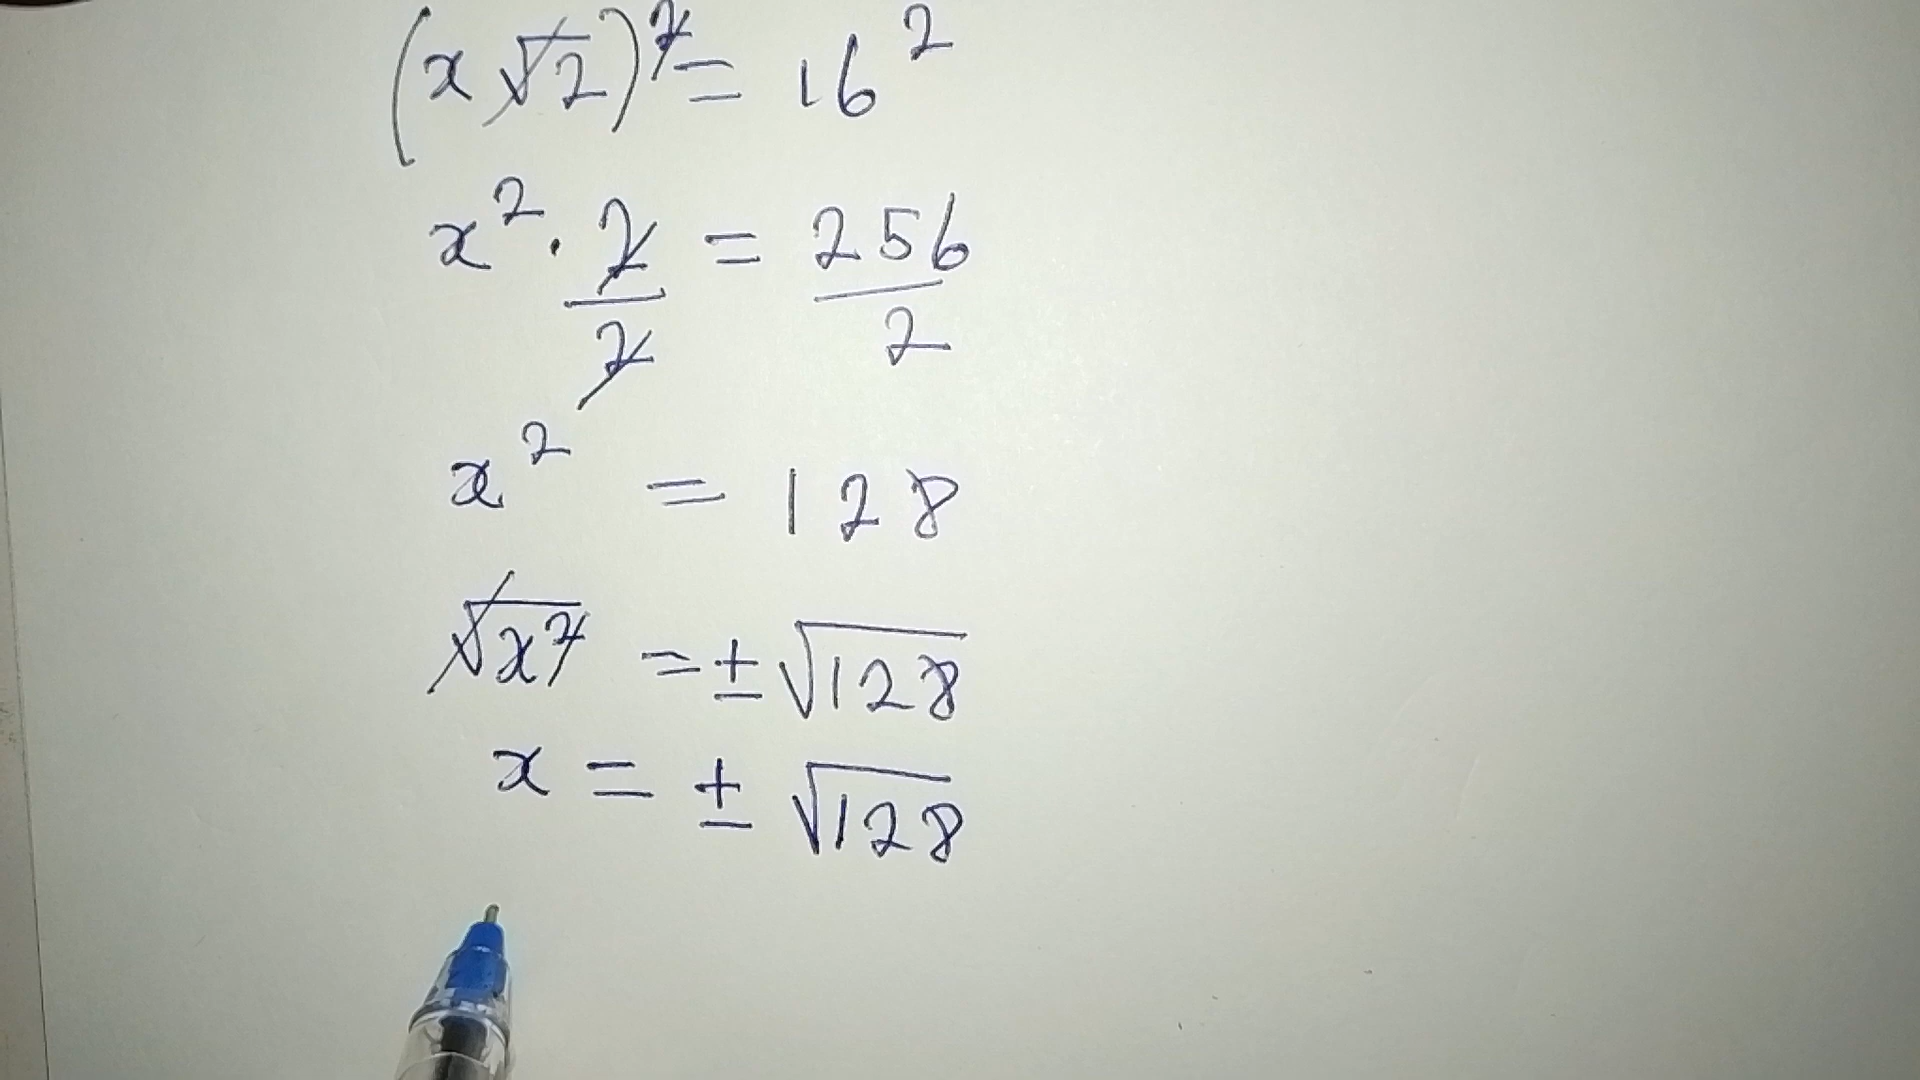 (x√2)² = 16²
x² · 2/2 = 256/2
x² = 128
√x² = ±√128
x = ±√128